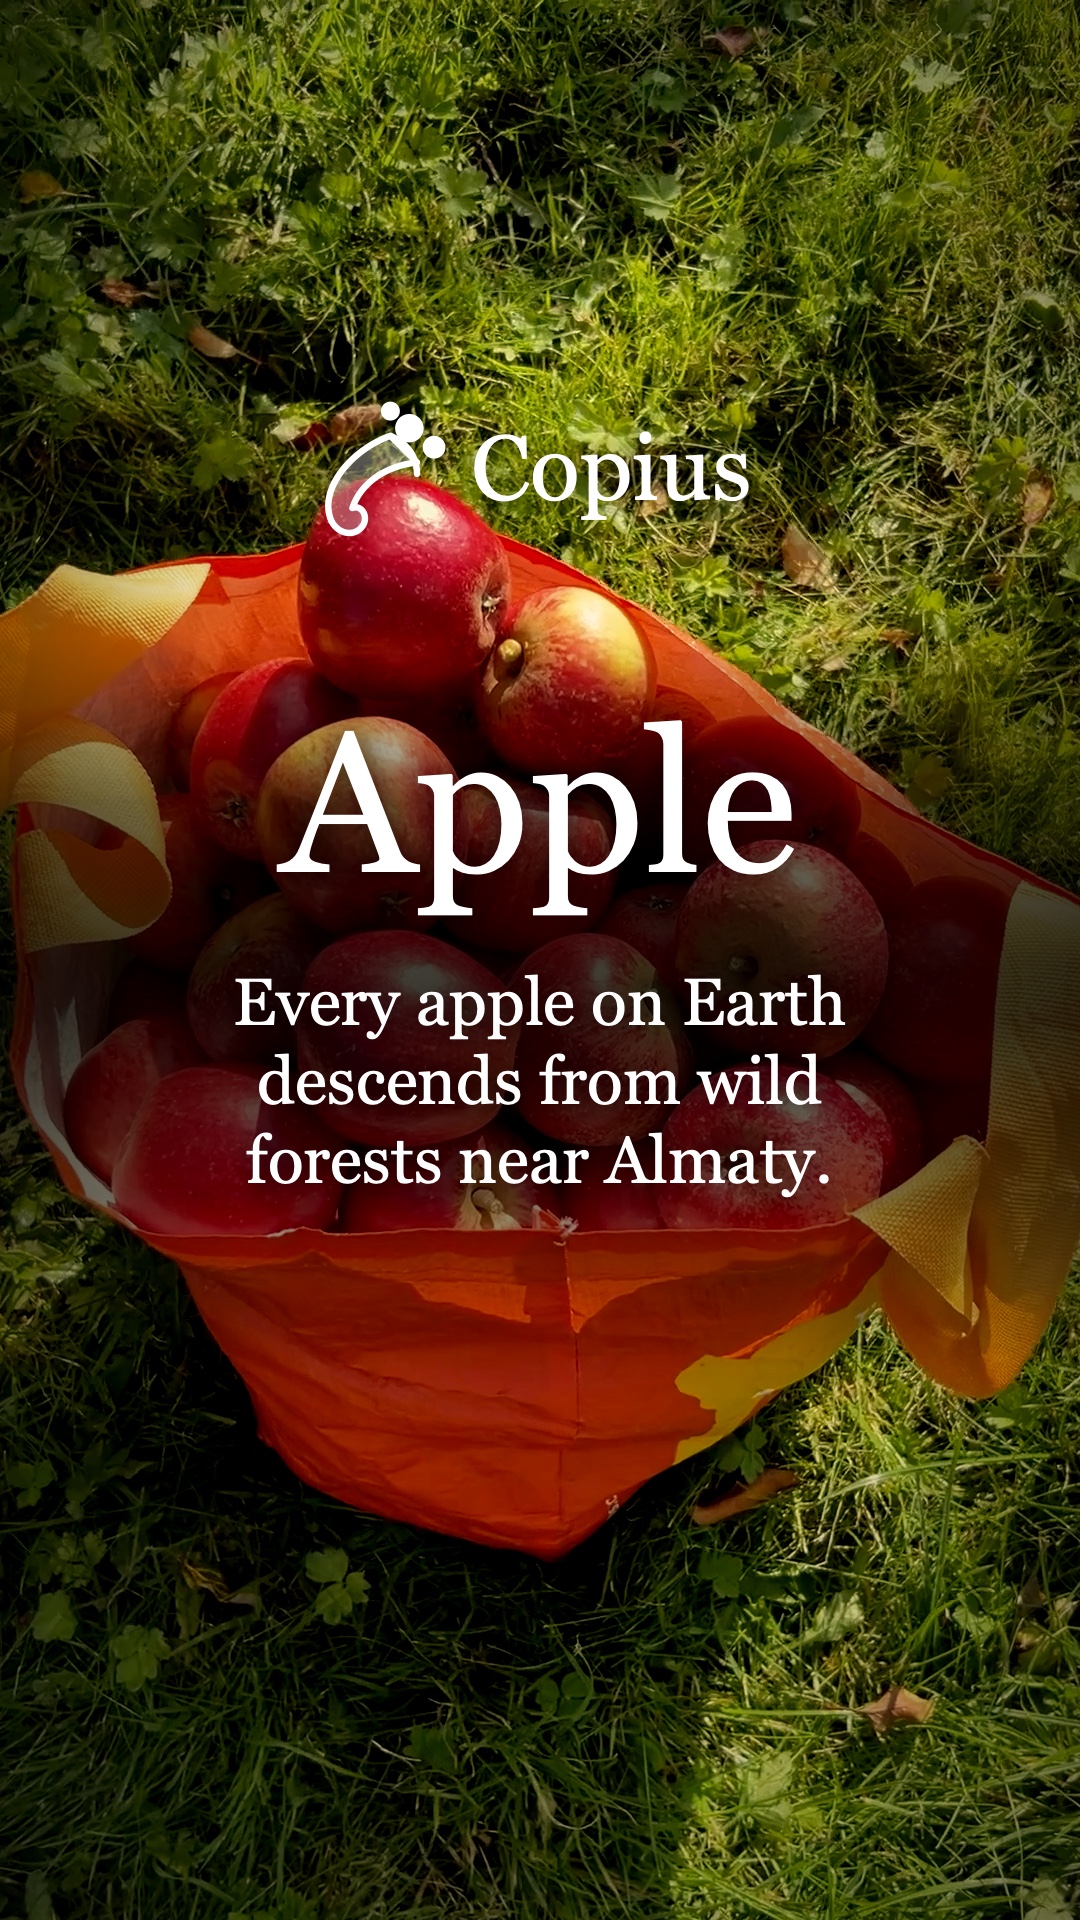 Copius
Apple
Every apple on Earth
descends from wild
forests near Almaty.